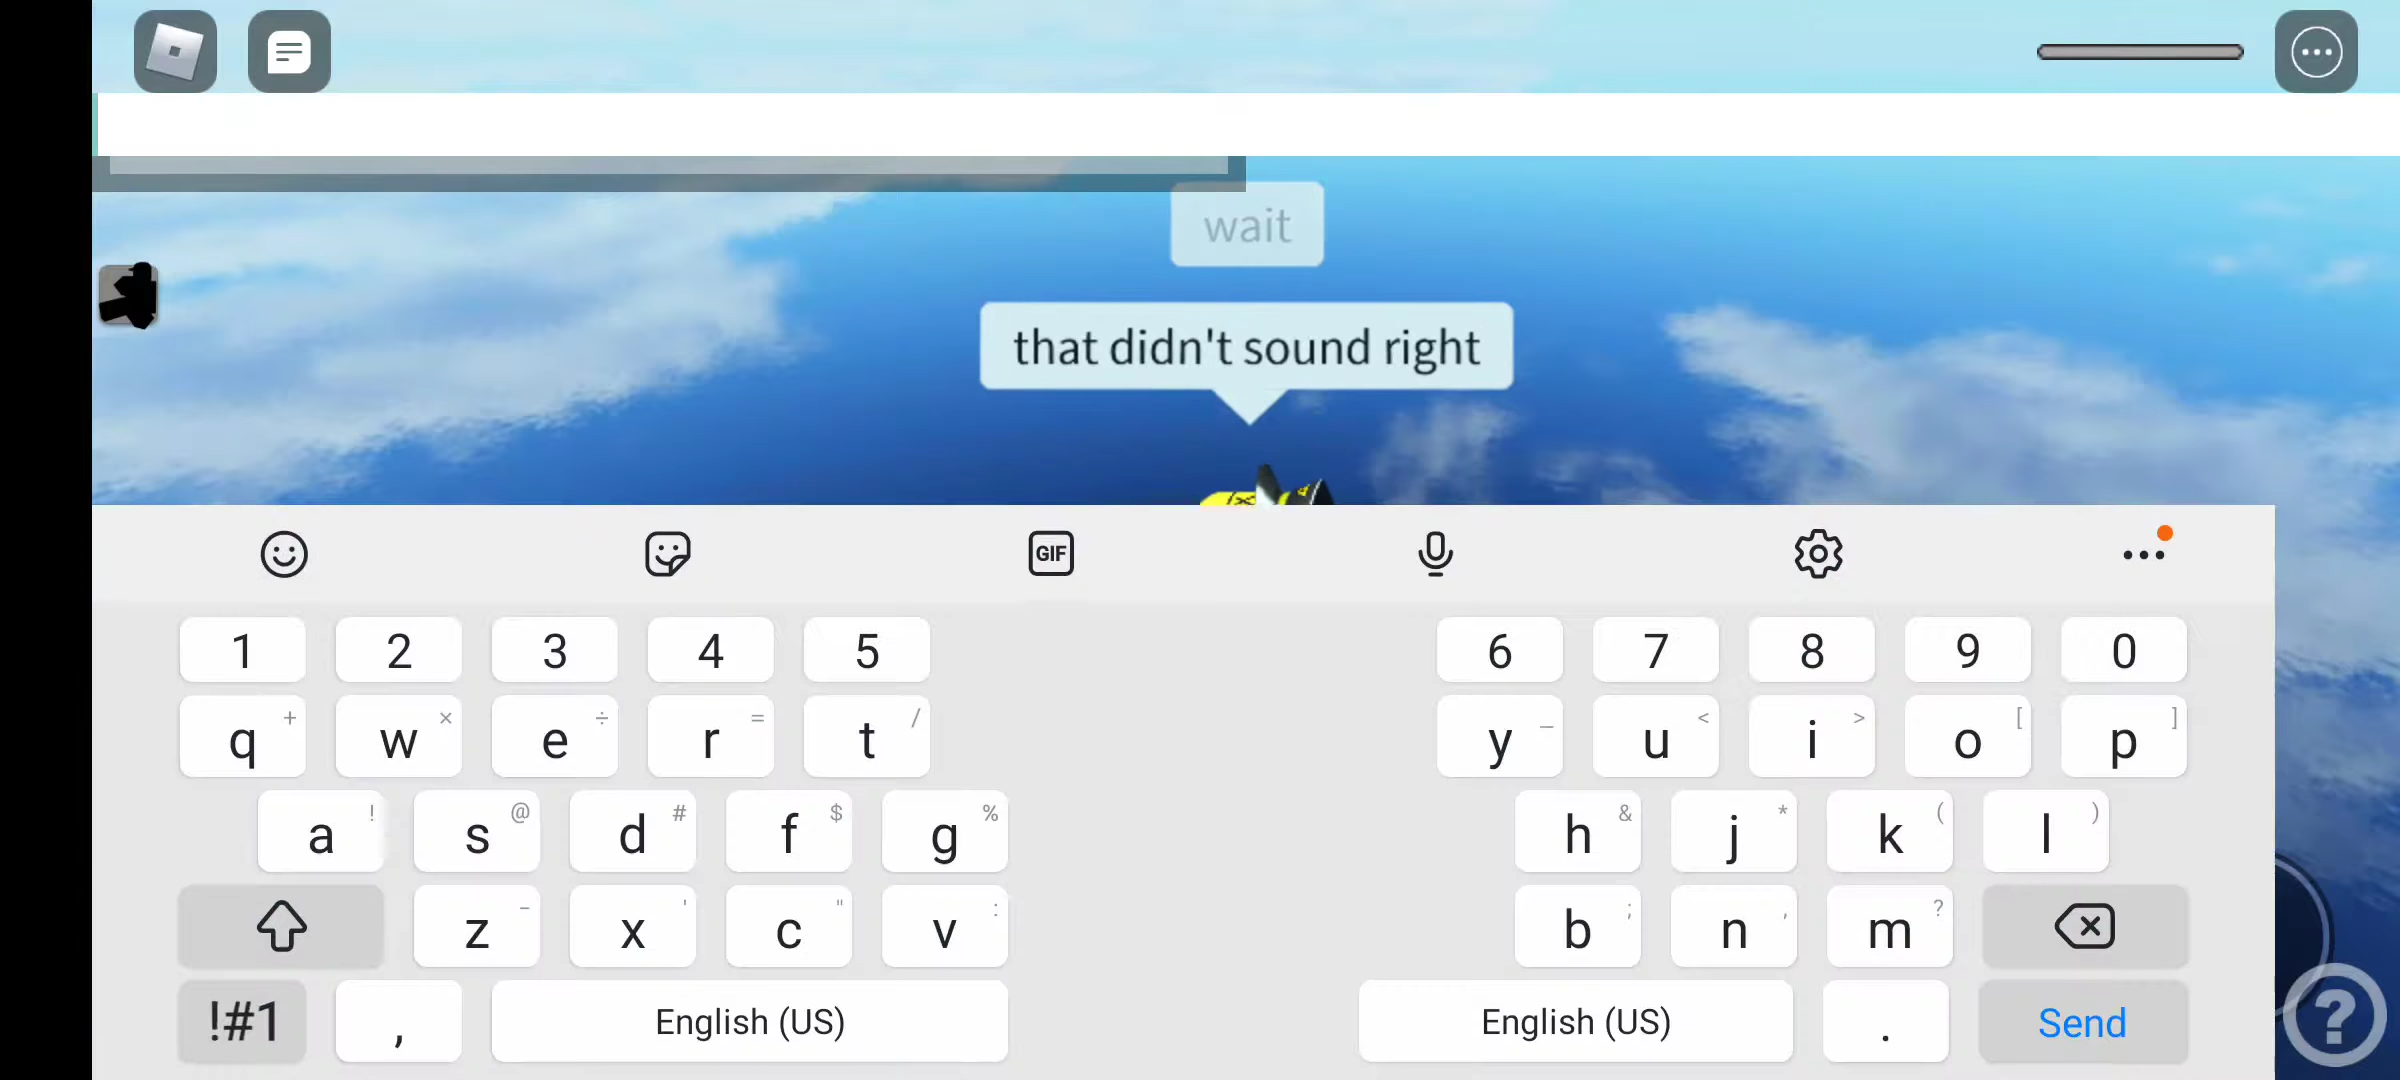 wait
that didn't sound right
GIF
1 2 3 4 5 6 7 8 9 0
q + w × e ÷ r = t / y _ u < i > o [ p ]
a ! s @ d # f $ g % h & j * k ( l )
z - x ' c " v : b ; n , m ?
!#1 , English (US) English (US) . Send
?